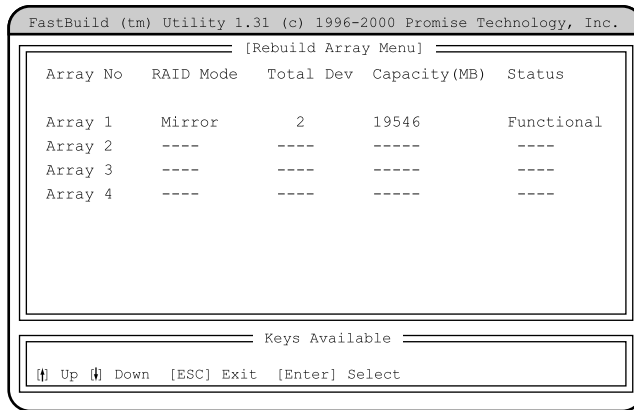 FastBuild (tm) Utility 1.31 (c) 1996-2000 Promise Technology, Inc.
[Rebuild Array Menu]
Array No RAID Mode Total Dev Capacity(MB) Status
Array 1 Mirror 2 19546 Functional
Array 2 ---- ---- ----- ----
Array 3 ---- ---- ----- ----
Array 4 ---- ---- ----- ----
Keys Available
[↑] Up [↓] Down [ESC] Exit [Enter] Select